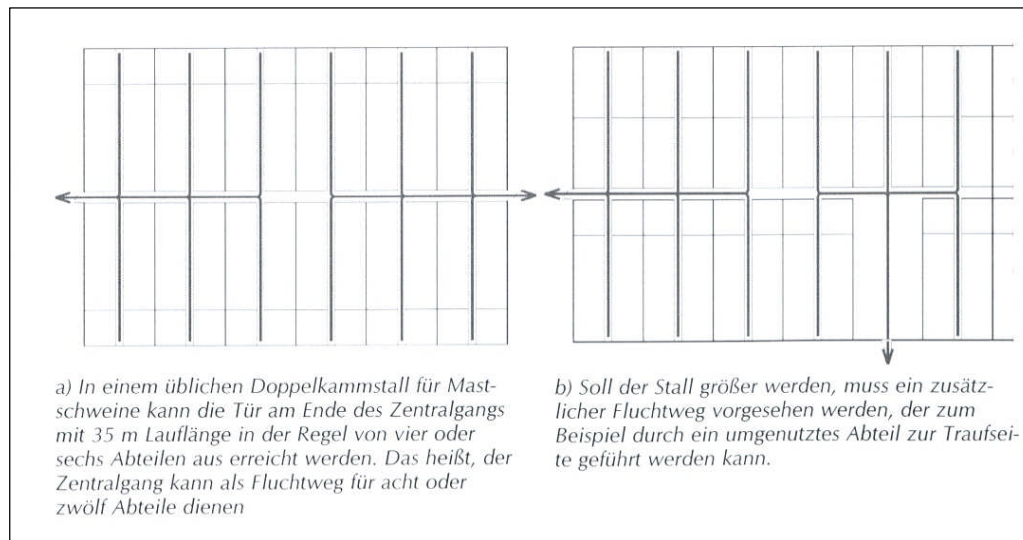 a) In einem üblichen Doppelkammstall für Mast-
schweine kann die Tür am Ende des Zentralgangs
mit 35 m Lauflänge in der Regel von vier oder
sechs Abteilen aus erreicht werden. Das heißt, der
Zentralgang kann als Fluchtweg für acht oder
zwölf Abteile dienen
b) Soll der Stall größer werden, muss ein zusätz-
licher Fluchtweg vorgesehen werden, der zum
Beispiel durch ein umgenutztes Abteil zur Traufsei-
te geführt werden kann.